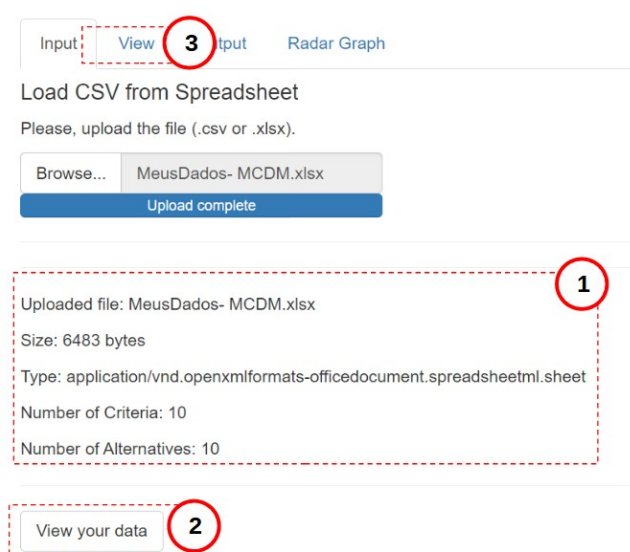 Input View 3 tput Radar Graph
Load CSV from Spreadsheet
Please, upload the file (.csv or .xlsx).
Browse... MeusDados- MCDM.xlsx
Upload complete
1
Uploaded file: MeusDados- MCDM.xlsx
Size: 6483 bytes
Type: application/vnd.openxmlformats-officedocument.spreadsheetml.sheet
Number of Criteria: 10
Number of Alternatives: 10
View your data 2